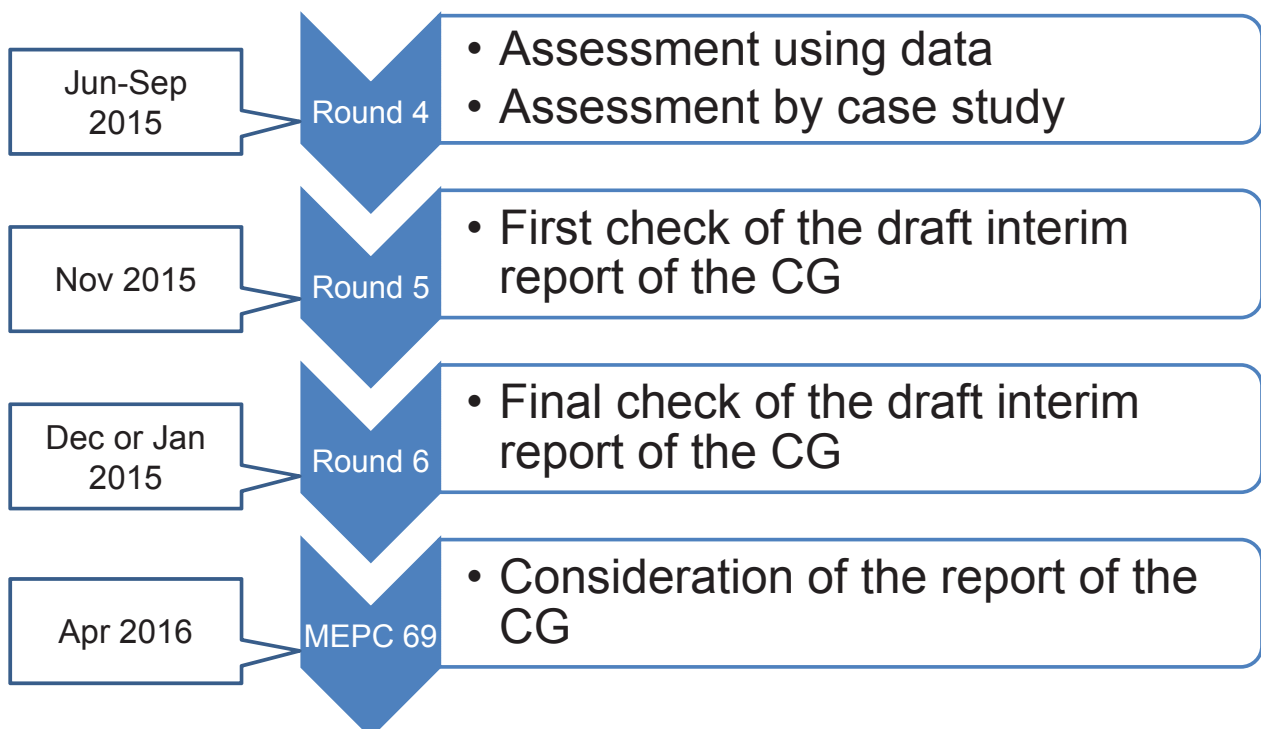 Jun-Sep
2015
Round 4
• Assessment using data
• Assessment by case study
Nov 2015
Round 5
• First check of the draft interim
report of the CG
Dec or Jan
2015
Round 6
• Final check of the draft interim
report of the CG
Apr 2016
MEPC 69
• Consideration of the report of the
CG